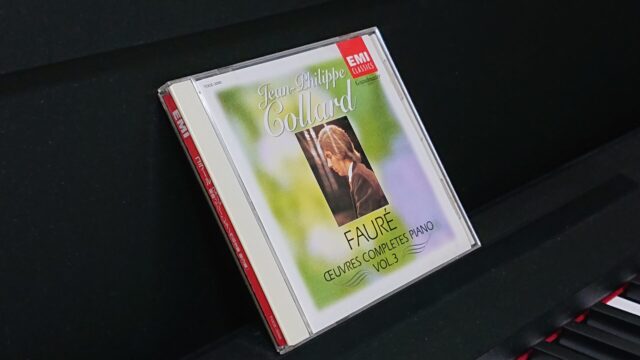 EMI
CLASSICS
Jean-Philippe
Collard
FAURÉ
ŒUVRES COMPLETES PIANO
VOL.3
EMI